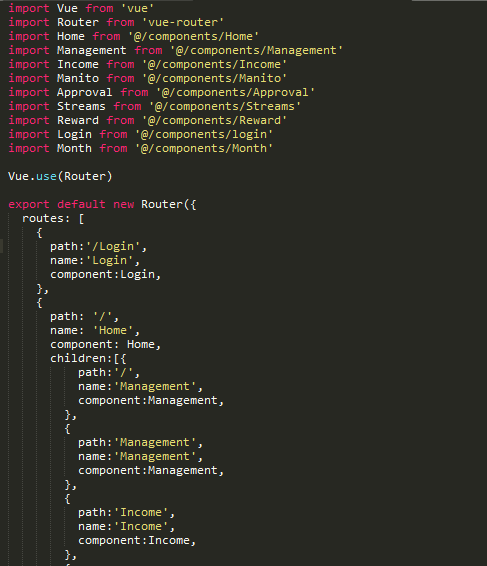 import Vue from 'vue'
import Router from 'vue-router'
import Home from '@/components/Home'
import Management from '@/components/Management'
import Income from '@/components/Income'
import Manito from '@/components/Manito'
import Approval from '@/components/Approval'
import Streams from '@/components/Streams'
import Reward from '@/components/Reward'
import Login from '@/components/login'
import Month from '@/components/Month'

Vue.use(Router)

export default new Router({
  routes: [
    {
      path:'/Login',
      name:'Login',
      component:Login,
    },
    {
      path: '/',
      name: 'Home',
      component: Home,
      children:[{
          path:'/',
          name:'Management',
          component:Management,
        },
        {
          path:'Management',
          name:'Management',
          component:Management,
        },
        {
          path:'Income',
          name:'Income',
          component:Income,
        },
        {